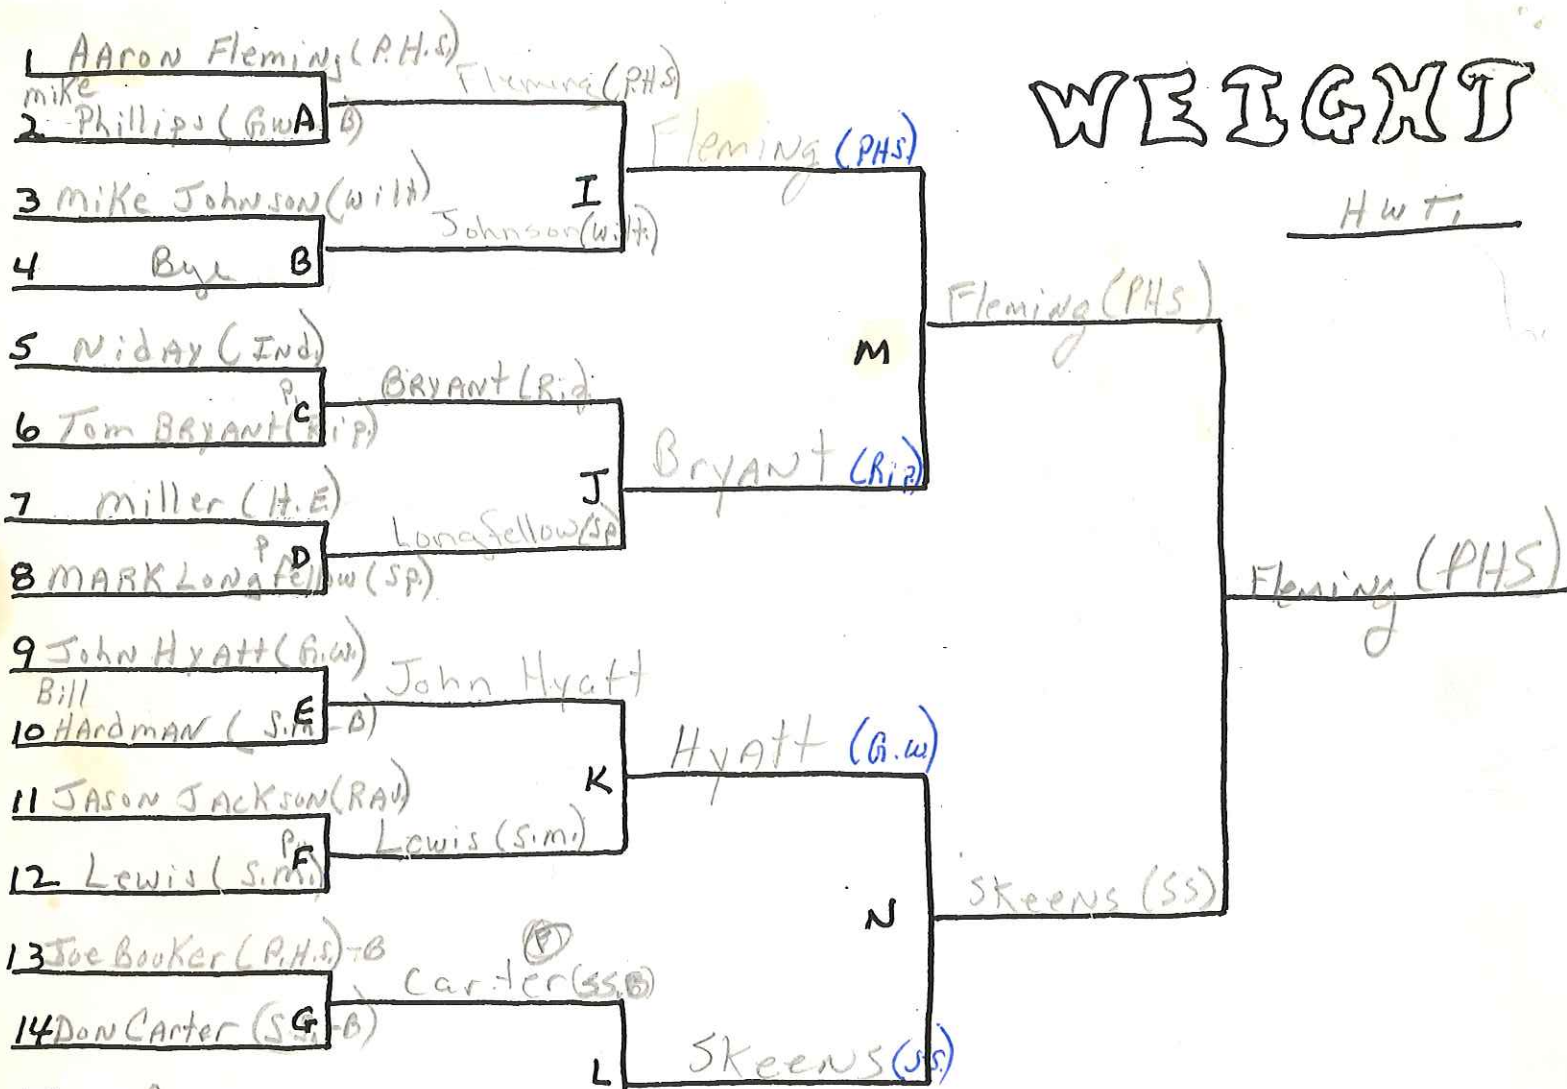 WEIGHT
HWT.
1 AAron Fleming (P.H.S.)
mike
2 Phillips (G.W. - B)
A
3 mike Johnson (wilt)
4 Bye
B
5 NidAy (Ind.)
6 Tom BRyAnt (Rip.)
P. C
7 miller (H.E)
8 MARK Longfellow (Sp.)
P D
9 John HyAtt (G.W.)
Bill
10 HArdmAN (S.M-B)
E
11 JASON JACKSON (RAV)
12 Lewis (S.M.)
P. F
13 Joe Booker (P.H.S.)-B
14 Don CArter (S.S.-B)
G
Fleming (PHS)
Johnson (wilt.)
I
BRYANt (Rip.
Longfellow (Sp
J
John Hyatt
Lewis (S.M.)
K
P
Carter (SS.B)
L
Fleming (PHS)
BryANt (Rip)
M
HyAtt (G.W.)
Skeens (S.S.)
N
Fleming (PHS)
Skeens (SS)
Fleming (PHS)